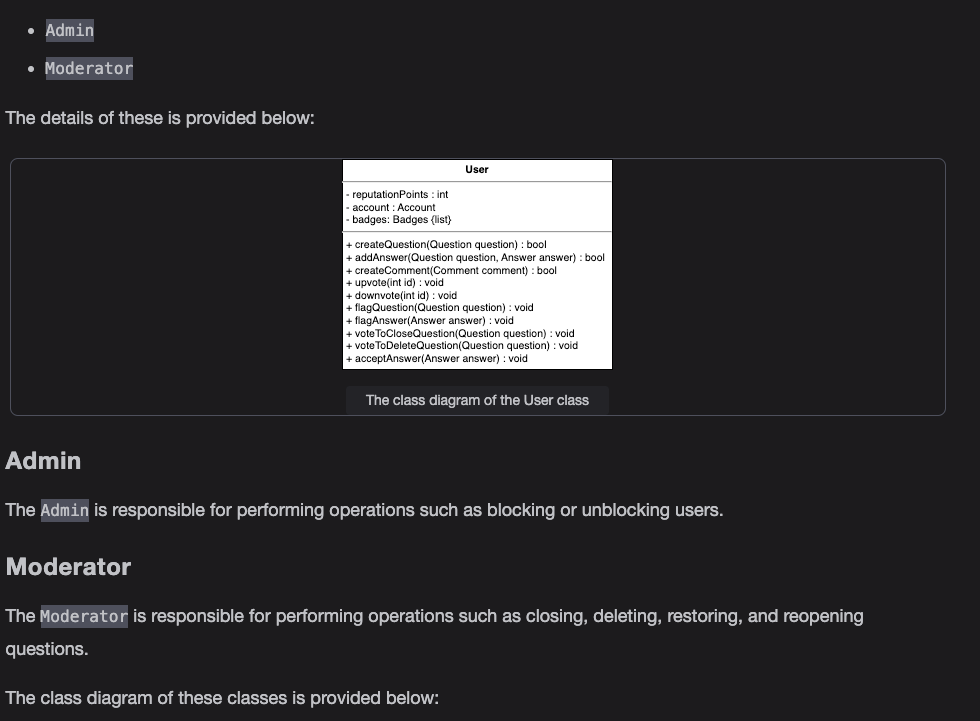 Admin
Moderator
The details of these is provided below:
User
- reputationPoints : int
- account : Account
- badges: Badges {list}
+ createQuestion(Question question) : bool
+ addAnswer(Question question, Answer answer) : bool
+ createComment(Comment comment) : bool
+ upvote(int id) : void
+ downvote(int id) : void
+ flagQuestion(Question question) : void
+ flagAnswer(Answer answer) : void
+ voteToCloseQuestion(Question question) : void
+ voteToDeleteQuestion(Question question) : void
+ acceptAnswer(Answer answer) : void
The class diagram of the User class
Admin
The Admin is responsible for performing operations such as blocking or unblocking users.
Moderator
The Moderator is responsible for performing operations such as closing, deleting, restoring, and reopening
questions.
The class diagram of these classes is provided below: